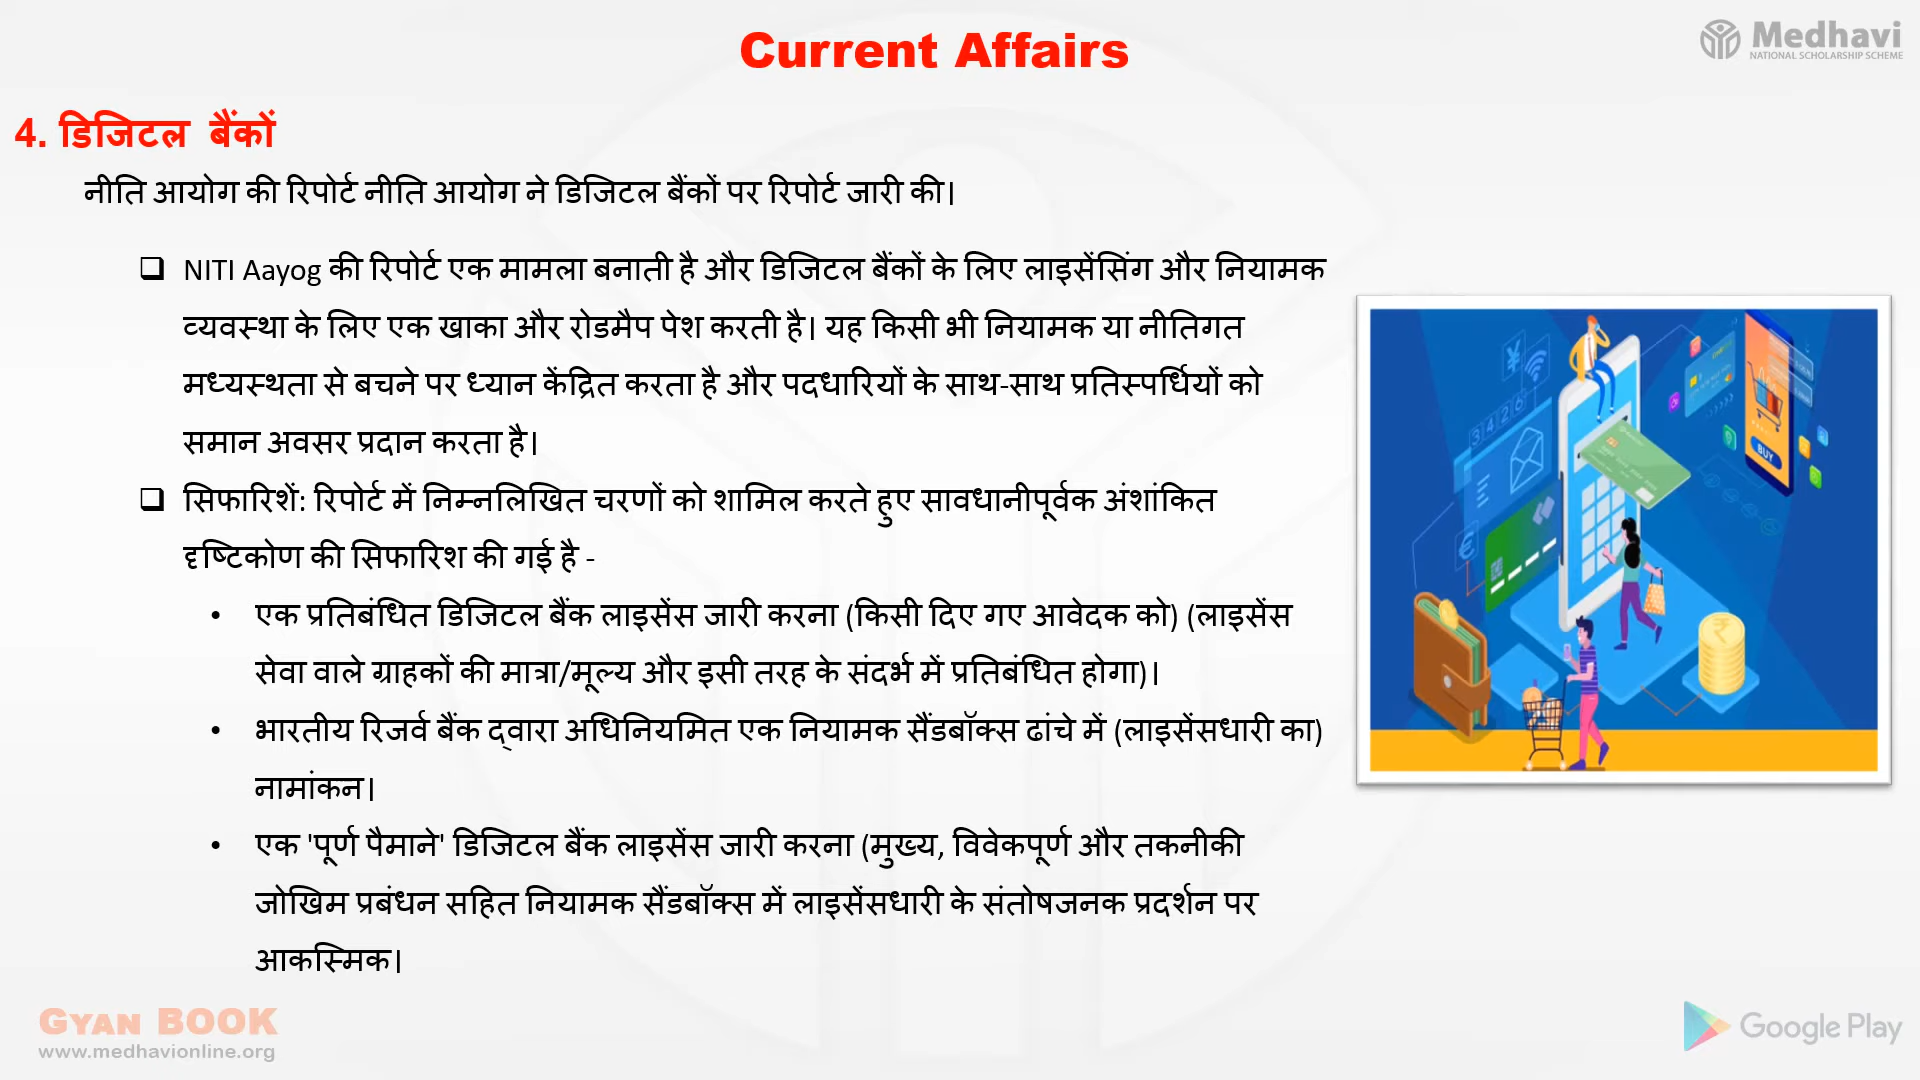 Current Affairs
Medhavi
NATIONAL SCHOLARSHIP SCHEME
4. डिजिटल बैंकों
नीति आयोग की रिपोर्ट नीति आयोग ने डिजिटल बैंकों पर रिपोर्ट जारी की।
NITI Aayog की रिपोर्ट एक मामला बनाती है और डिजिटल बैंकों के लिए लाइसेंसिंग और नियामक
व्यवस्था के लिए एक खाका और रोडमैप पेश करती है। यह किसी भी नियामक या नीतिगत
मध्यस्थता से बचने पर ध्यान केंद्रित करता है और पदधारियों के साथ-साथ प्रतिस्पर्धियों को
समान अवसर प्रदान करता है।
सिफारिशें: रिपोर्ट में निम्नलिखित चरणों को शामिल करते हुए सावधानीपूर्वक अंशांकित
दृष्टिकोण की सिफारिश की गई है -
• एक प्रतिबंधित डिजिटल बैंक लाइसेंस जारी करना (किसी दिए गए आवेदक को) (लाइसेंस
सेवा वाले ग्राहकों की मात्रा/मूल्य और इसी तरह के संदर्भ में प्रतिबंधित होगा)।
• भारतीय रिजर्व बैंक द्वारा अधिनियमित एक नियामक सैंडबॉक्स ढांचे में (लाइसेंसधारी का)
नामांकन।
• एक 'पूर्ण पैमाने' डिजिटल बैंक लाइसेंस जारी करना (मुख्य, विवेकपूर्ण और तकनीकी
जोखिम प्रबंधन सहित नियामक सैंडबॉक्स में लाइसेंसधारी के संतोषजनक प्रदर्शन पर
आकस्मिक।
3426
BUY
GYAN BOOK
www.medhavionline.org
Google Play